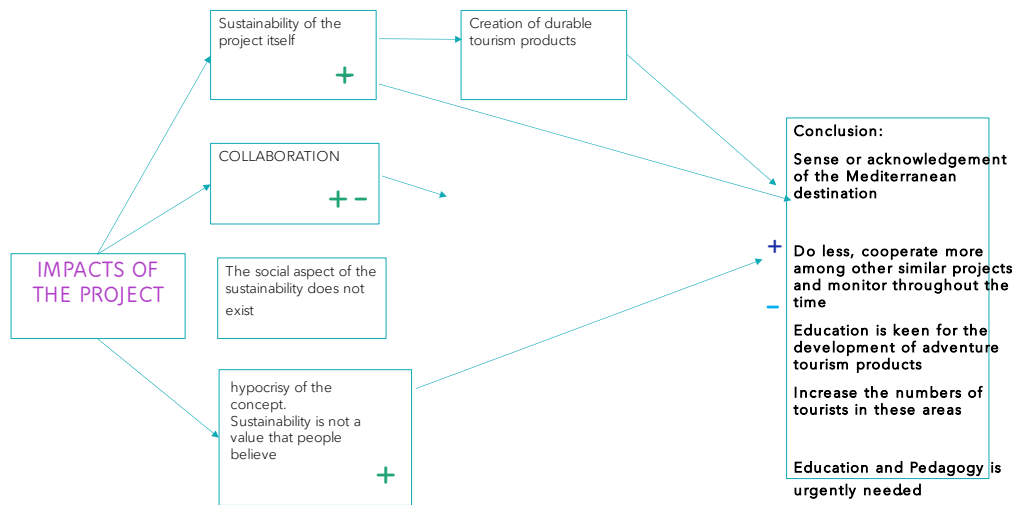 Sustainability of the
project itself
+
Creation of durable
tourism products
COLLABORATION
+ -
IMPACTS OF
THE PROJECT
The social aspect of the
sustainability does not
exist
hypocrisy of the
concept.
Sustainability is not a
value that people
believe
+
Conclusion:
Sense or acknowledgement
of the Mediterranean
destination
+
Do less, cooperate more
among other similar projects
and monitor throughout the
time
-
Education is keen for the
development of adventure
tourism products
Increase the numbers of
tourists in these areas
Education and Pedagogy is
urgently needed